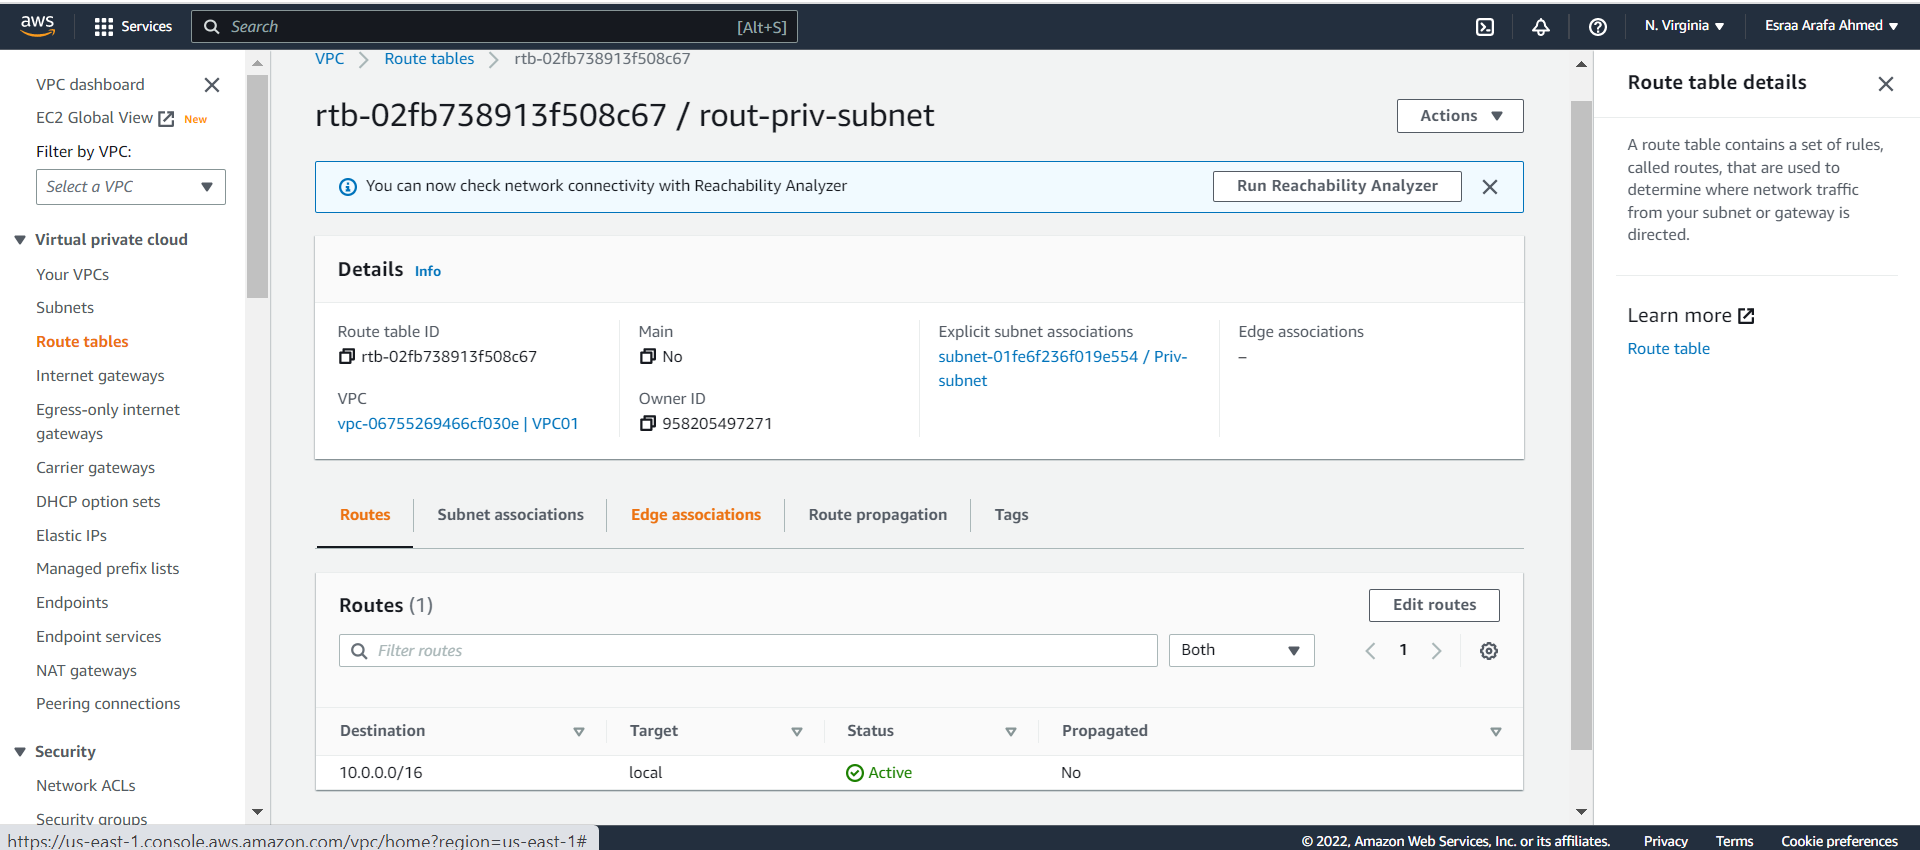 aws
Services
Search
[Alt+S]
N. Virginia
Esraa Arafa Ahmed
VPC dashboard
EC2 Global View New
Filter by VPC:
Select a VPC
Virtual private cloud
Your VPCs
Subnets
Route tables
Internet gateways
Egress-only internet
gateways
Carrier gateways
DHCP option sets
Elastic IPs
Managed prefix lists
Endpoints
Endpoint services
NAT gateways
Peering connections
Security
Network ACLs
Security groups
https://us-east-1.console.aws.amazon.com/vpc/home?region=us-east-1#
VPC Route tables rtb-02fb738913f508c67
rtb-02fb738913f508c67 / rout-priv-subnet
Actions
You can now check network connectivity with Reachability Analyzer
Run Reachability Analyzer
Details Info
Route table ID
rtb-02fb738913f508c67
Main
No
Explicit subnet associations
subnet-01fe6f236f019e554 / Priv-
subnet
Edge associations
–
VPC
vpc-06755269466cf030e | VPC01
Owner ID
958205497271
Routes
Subnet associations
Edge associations
Route propagation
Tags
Routes (1)
Edit routes
Filter routes
Both
1
Destination Target Status Propagated
10.0.0.0/16 local Active No
Route table details
A route table contains a set of rules,
called routes, that are used to
determine where network traffic
from your subnet or gateway is
directed.
Learn more
Route table
© 2022, Amazon Web Services, Inc. or its affiliates.
Privacy
Terms
Cookie preferences